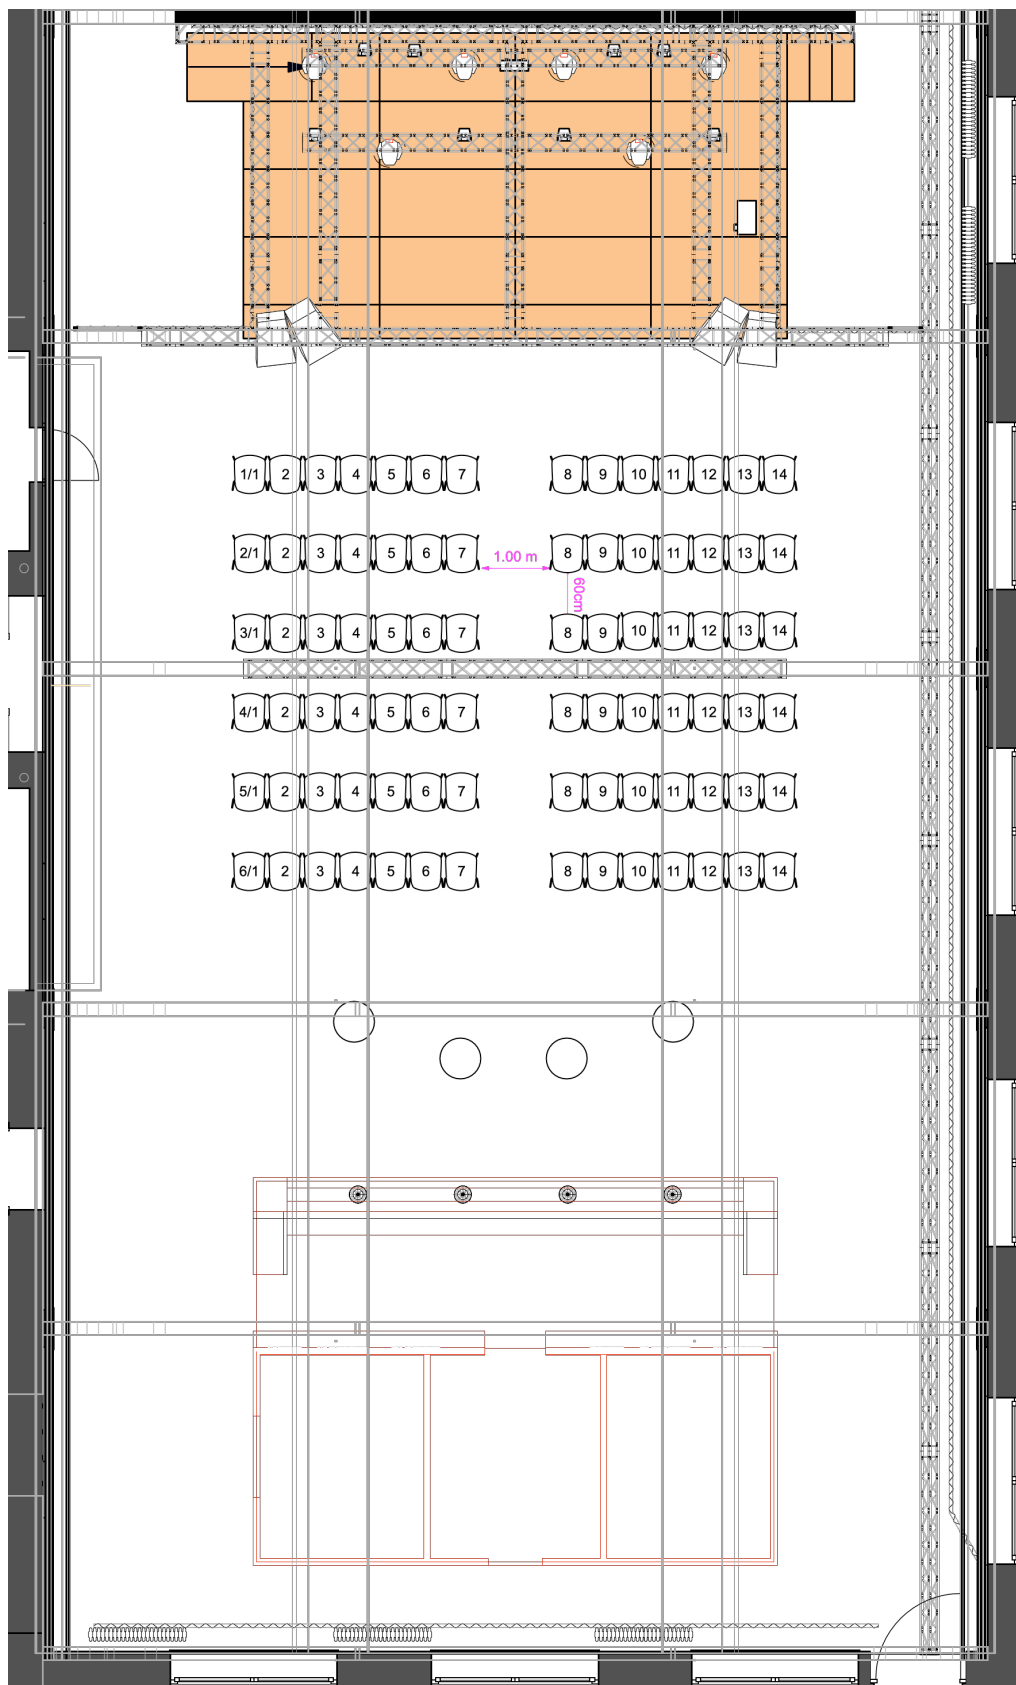 1/1 2 3 4 5 6 7 8 9 10 11 12 13 14
2/1 2 3 4 5 6 7 1.00 m 8 9 10 11 12 13 14
60cm
3/1 2 3 4 5 6 7 8 9 10 11 12 13 14
4/1 2 3 4 5 6 7 8 9 10 11 12 13 14
5/1 2 3 4 5 6 7 8 9 10 11 12 13 14
6/1 2 3 4 5 6 7 8 9 10 11 12 13 14